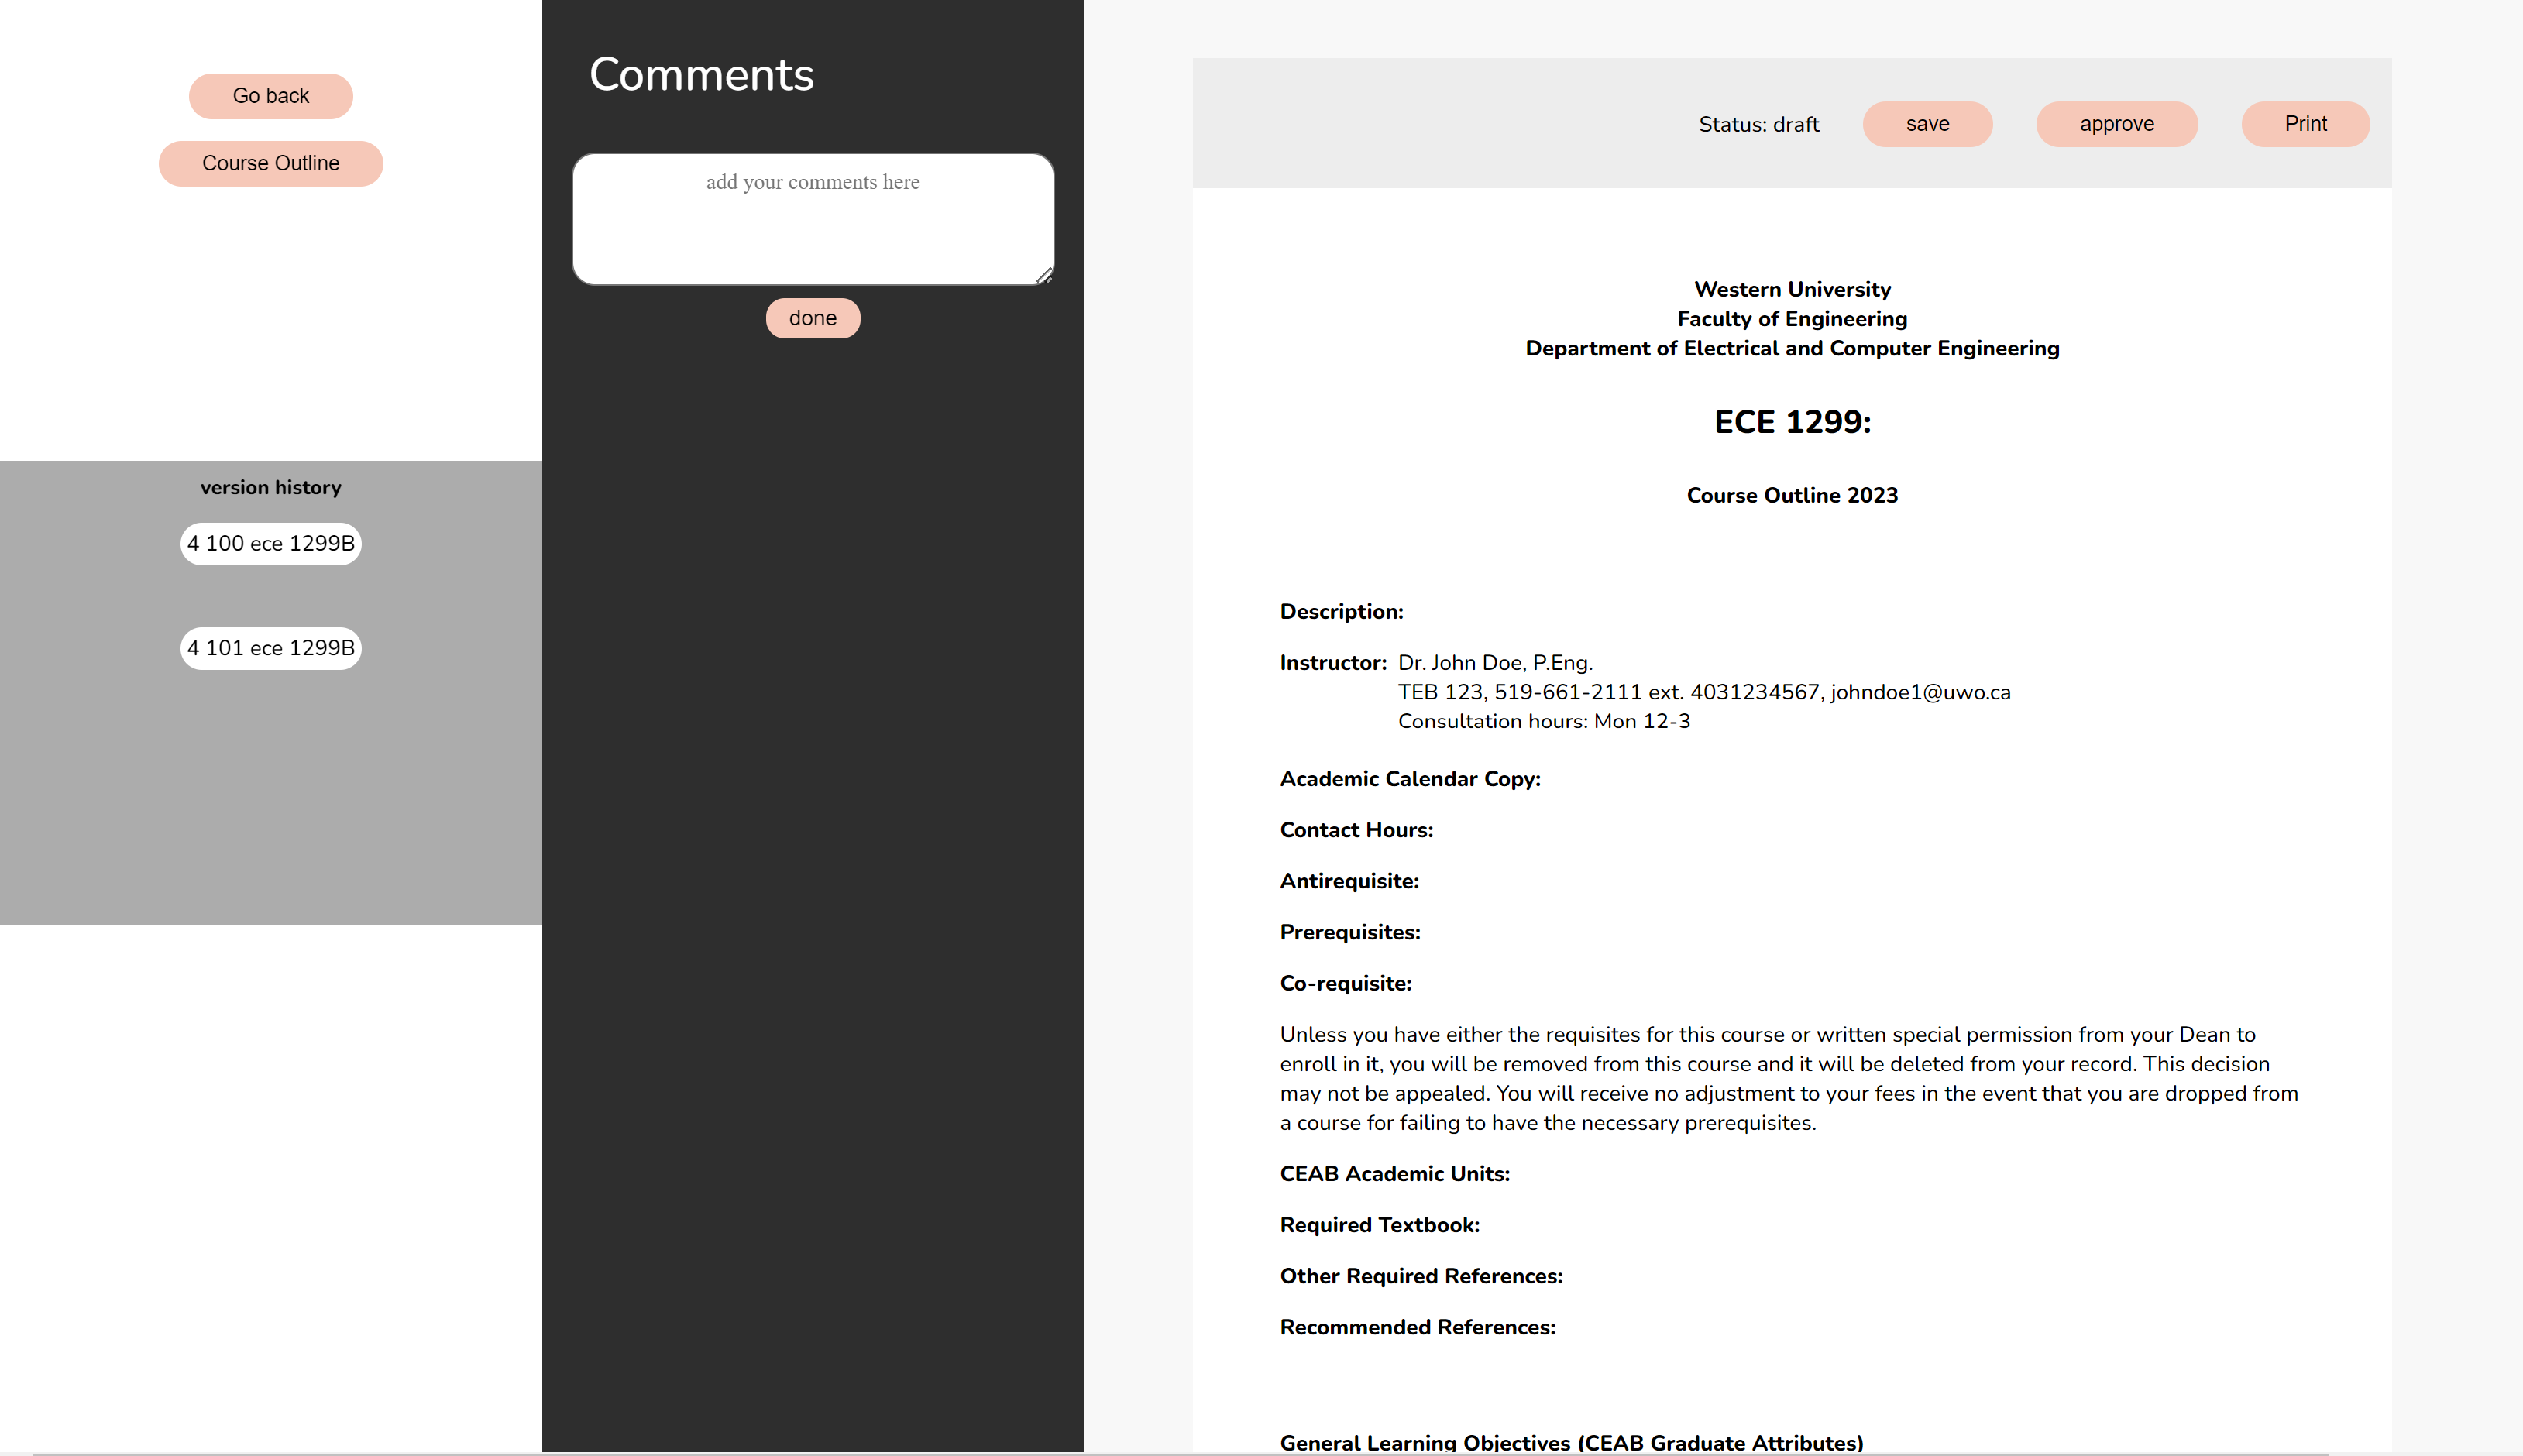 Go back
Course Outline
version history
4 100 ece 1299B
4 101 ece 1299B
Comments
add your comments here
done
Status: draft
save
approve
Print
Western University
Faculty of Engineering
Department of Electrical and Computer Engineering
ECE 1299:
Course Outline 2023
Description:
Instructor: Dr. John Doe, P.Eng.
TEB 123, 519-661-2111 ext. 4031234567, johndoe1@uwo.ca
Consultation hours: Mon 12-3
Academic Calendar Copy:
Contact Hours:
Antirequisite:
Prerequisites:
Co-requisite:
Unless you have either the requisites for this course or written special permission from your Dean to
enroll in it, you will be removed from this course and it will be deleted from your record. This decision
may not be appealed. You will receive no adjustment to your fees in the event that you are dropped from
a course for failing to have the necessary prerequisites.
CEAB Academic Units:
Required Textbook:
Other Required References:
Recommended References:
General Learning Objectives (CEAB Graduate Attributes)